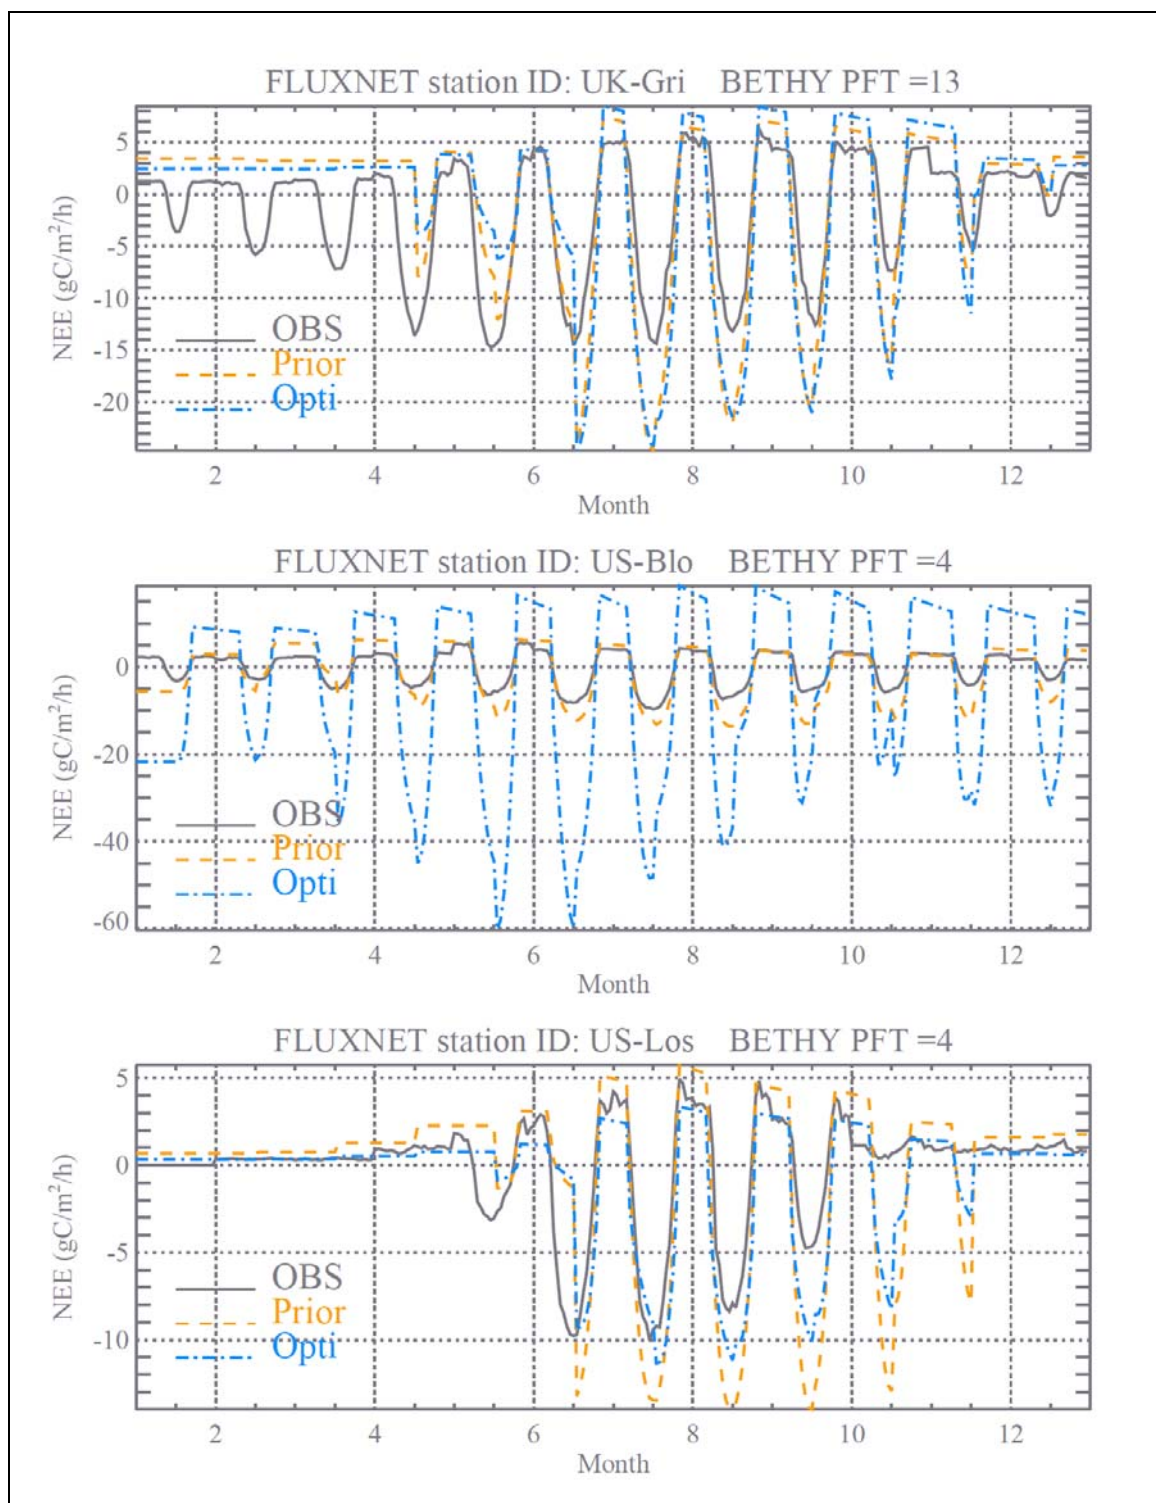 FLUXNET station ID: UK-Gri BETHY PFT =13
5
0
-5
-10
-15
-20
NEE (gC/m²/h)
OBS
Prior
Opti
2 4 6 8 10 12
Month
FLUXNET station ID: US-Blo BETHY PFT =4
0
-20
-40
-60
NEE (gC/m²/h)
OBS
Prior
Opti
2 4 6 8 10 12
Month
FLUXNET station ID: US-Los BETHY PFT =4
5
0
-5
-10
NEE (gC/m²/h)
OBS
Prior
Opti
2 4 6 8 10 12
Month